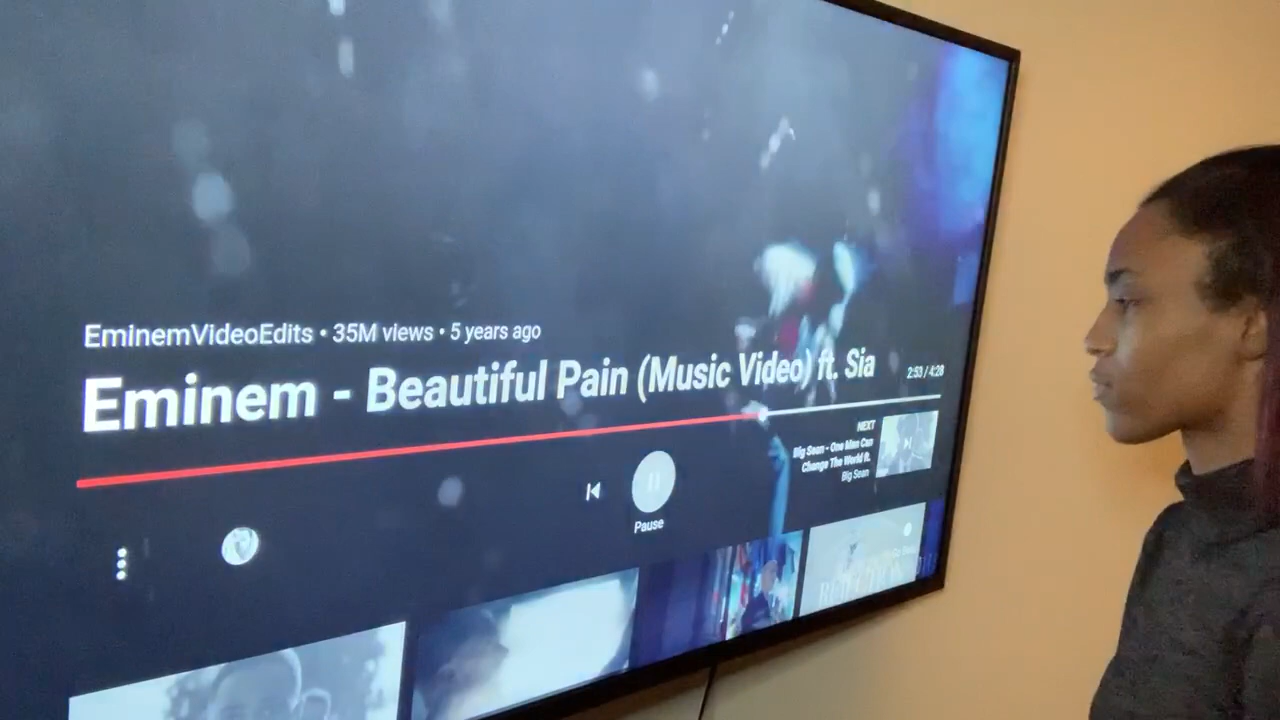 EminemVideoEdits • 35M views • 5 years ago
Eminem - Beautiful Pain (Music Video) ft. Sia
2:53 / 4:28
NEXT
Big Sean - One Man Can
Change The World ft.
Big Sean
Pause